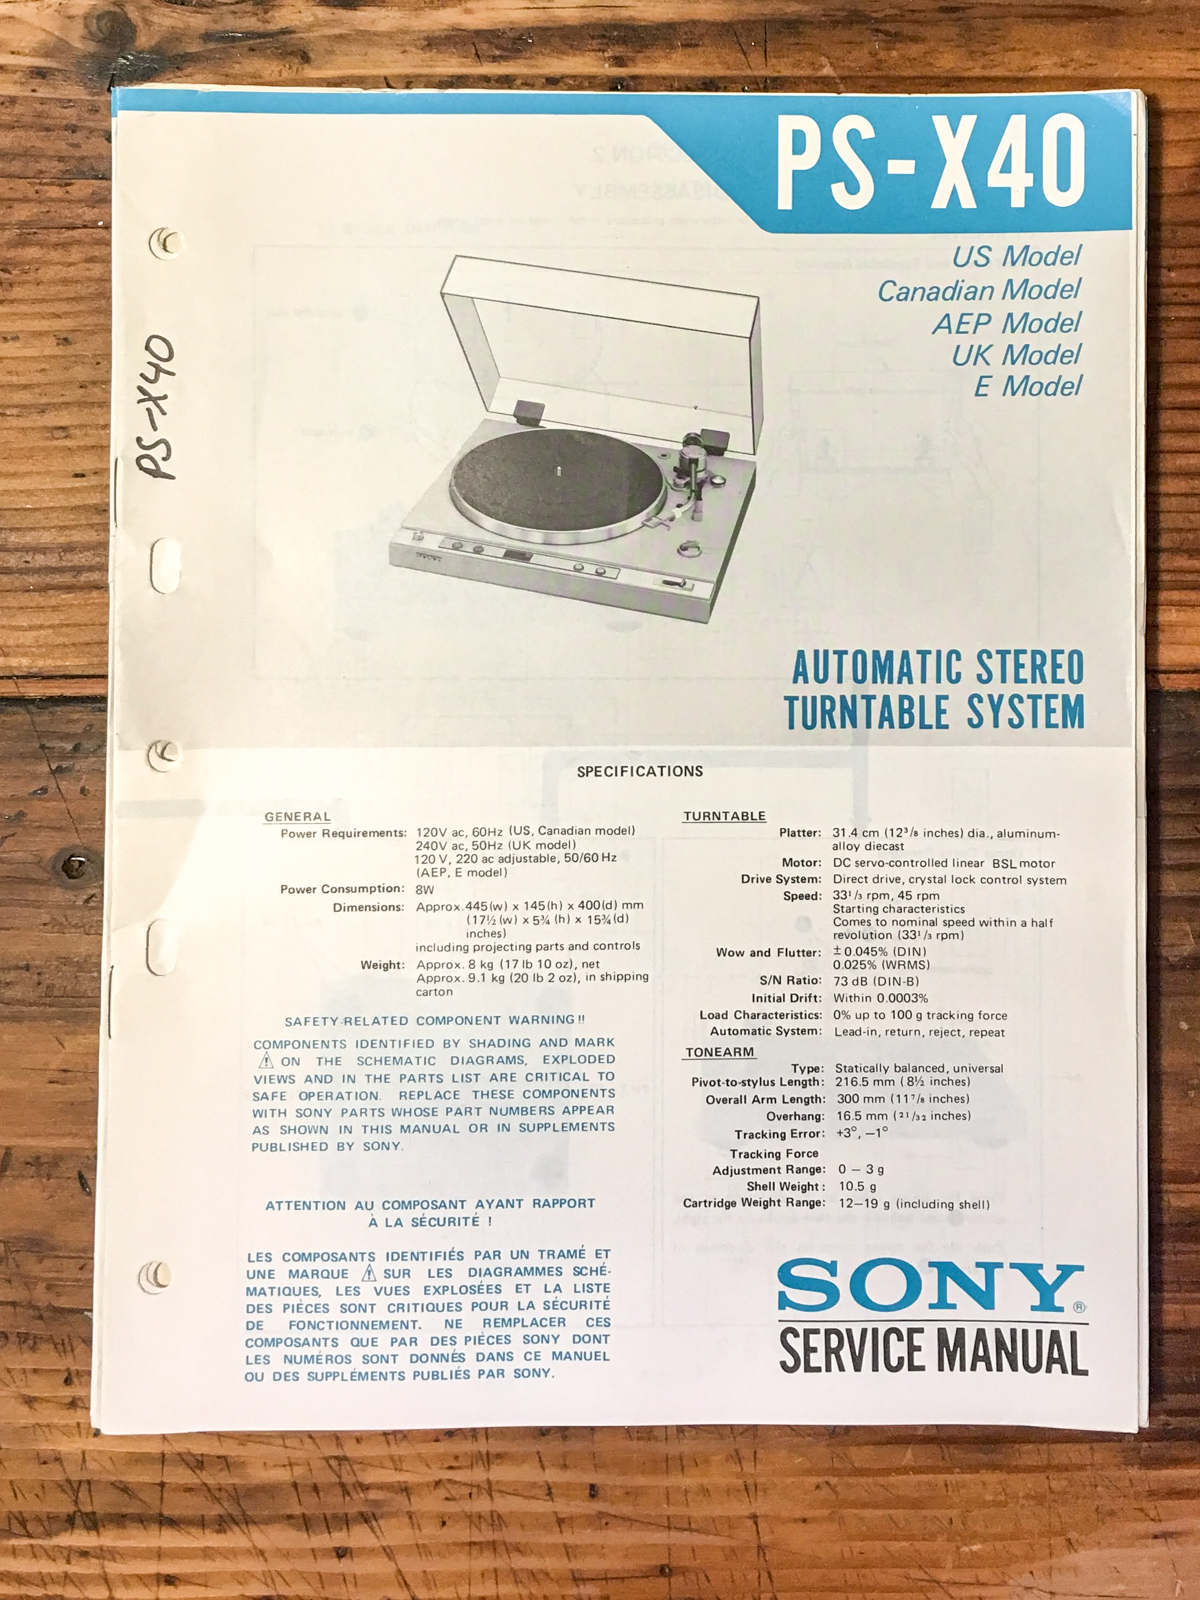 PS-X40
US Model
Canadian Model
AEP Model
UK Model
E Model
PS-X40
AUTOMATIC STEREO
TURNTABLE SYSTEM
SPECIFICATIONS
GENERAL
Power Requirements: 120V ac, 60Hz (US, Canadian model)
240V ac, 50Hz (UK model)
120 V, 220 ac adjustable, 50/60 Hz
(AEP, E model)
Power Consumption: 8W
Dimensions: Approx.445(w) x 145(h) x 400(d) mm
(17½(w) x 5¾(h) x 15¾(d)
inches)
including projecting parts and controls
Weight: Approx. 8 kg (17 lb 10 oz), net
Approx. 9.1 kg (20 lb 2 oz), in shipping
carton
SAFETY-RELATED COMPONENT WARNING!!
COMPONENTS IDENTIFIED BY SHADING AND MARK
⚠ ON THE SCHEMATIC DIAGRAMS, EXPLODED
VIEWS AND IN THE PARTS LIST ARE CRITICAL TO
SAFE OPERATION. REPLACE THESE COMPONENTS
WITH SONY PARTS WHOSE PART NUMBERS APPEAR
AS SHOWN IN THIS MANUAL OR IN SUPPLEMENTS
PUBLISHED BY SONY.
ATTENTION AU COMPOSANT AYANT RAPPORT
À LA SÉCURITÉ !
LES COMPOSANTS IDENTIFIÉS PAR UN TRAMÉ ET
UNE MARQUE ⚠ SUR LES DIAGRAMMES SCHÉ-
MATIQUES, LES VUES EXPLOSÉES ET LA LISTE
DES PIÈCES SONT CRITIQUES POUR LA SÉCURITÉ
DE FONCTIONNEMENT. NE REMPLACER CES
COMPOSANTS QUE PAR DES PIÈCES SONY DONT
LES NUMÉROS SONT DONNÉS DANS CE MANUEL
OU DES SUPPLÉMENTS PUBLIÉS PAR SONY.
TURNTABLE
Platter: 31.4 cm (12³/₈ inches) dia., aluminum-
alloy diecast
Motor: DC servo-controlled linear BSL motor
Drive System: Direct drive, crystal lock control system
Speed: 33¹/₃ rpm, 45 rpm
Starting characteristics
Comes to nominal speed within a half
revolution (33¹/₃ rpm)
Wow and Flutter: ±0.045% (DIN)
0.025% (WRMS)
S/N Ratio: 73 dB (DIN-B)
Initial Drift: Within 0.0003%
Load Characteristics: 0% up to 100 g tracking force
Automatic System: Lead-in, return, reject, repeat
TONEARM
Type: Statically balanced, universal
Pivot-to-stylus Length: 216.5 mm (8½ inches)
Overall Arm Length: 300 mm (11⁷/₈ inches)
Overhang: 16.5 mm (²¹/₃₂ inches)
Tracking Error: +3°, −1°
Tracking Force
Adjustment Range: 0 – 3 g
Shell Weight: 10.5 g
Cartridge Weight Range: 12–19 g (including shell)
SONY®
SERVICE MANUAL